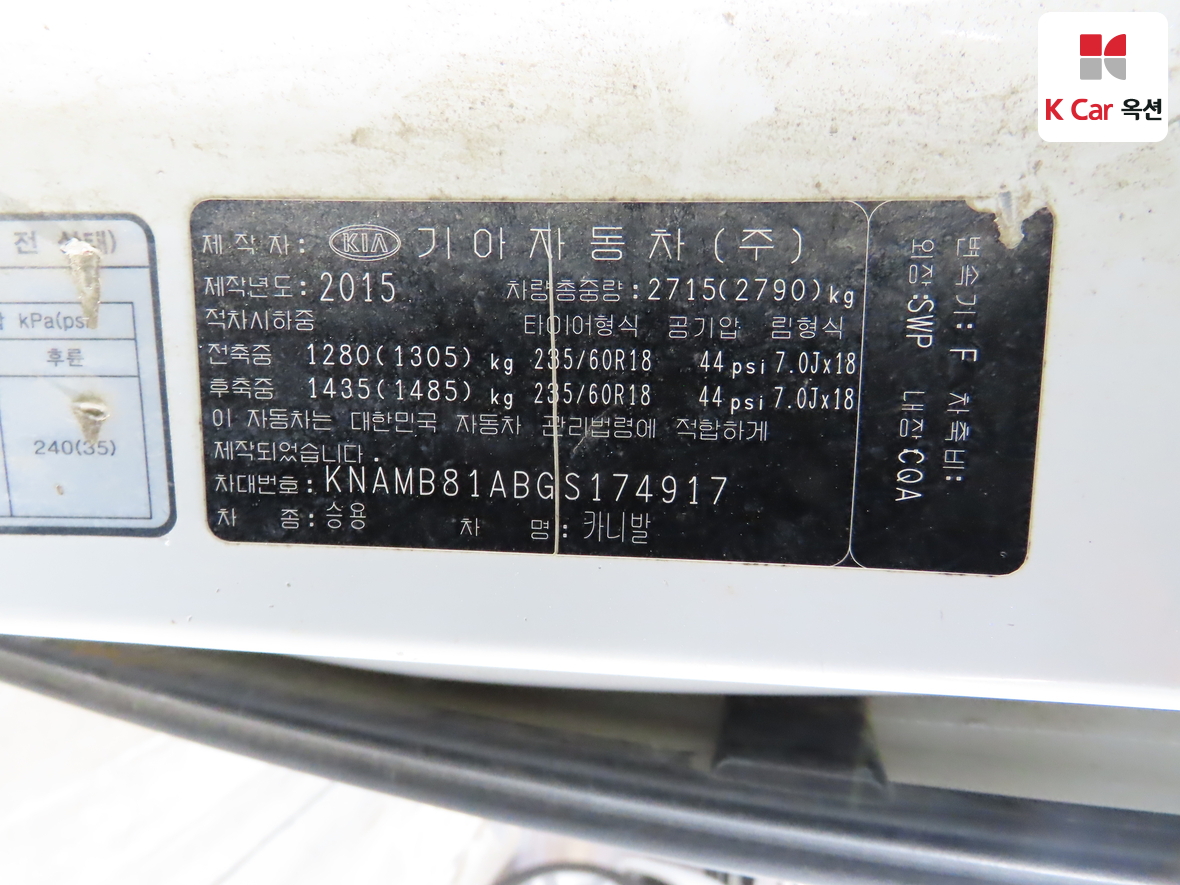 K Car 옥션
전 상태)
kPa(psi
후륜
240(35)
제 작 자 : KIA 기 아 자 동 차 ( 주 )
제작년도 : 2015 차량총중량 : 2715(2790) kg
적차시하중 타이어형식 공기압 림형식
전축중 1280(1305) kg 235/60R18 44 psi 7.0Jx18
후축중 1435(1485) kg 235/60R18 44 psi 7.0Jx18
이 자동차는 대한민국 자동차 관리법령에 적합하게
제작되었습니다 .
차대번호 : KNAMB81ABGS174917
차 종 : 승용 차 명 : 카니발
변속기 : F 차축비 :
외장 : SWP 내장 : CQA